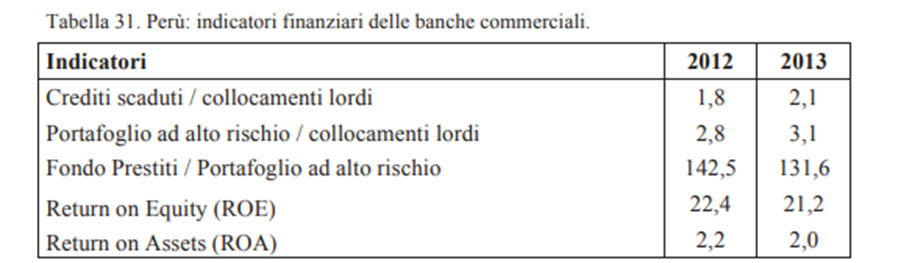 Tabella 31. Perù: indicatori finanziari delle banche commerciali.
Indicatori 2012 2013
Crediti scaduti / collocamenti lordi 1,8 2,1
Portafoglio ad alto rischio / collocamenti lordi 2,8 3,1
Fondo Prestiti / Portafoglio ad alto rischio 142,5 131,6
Return on Equity (ROE) 22,4 21,2
Return on Assets (ROA) 2,2 2,0